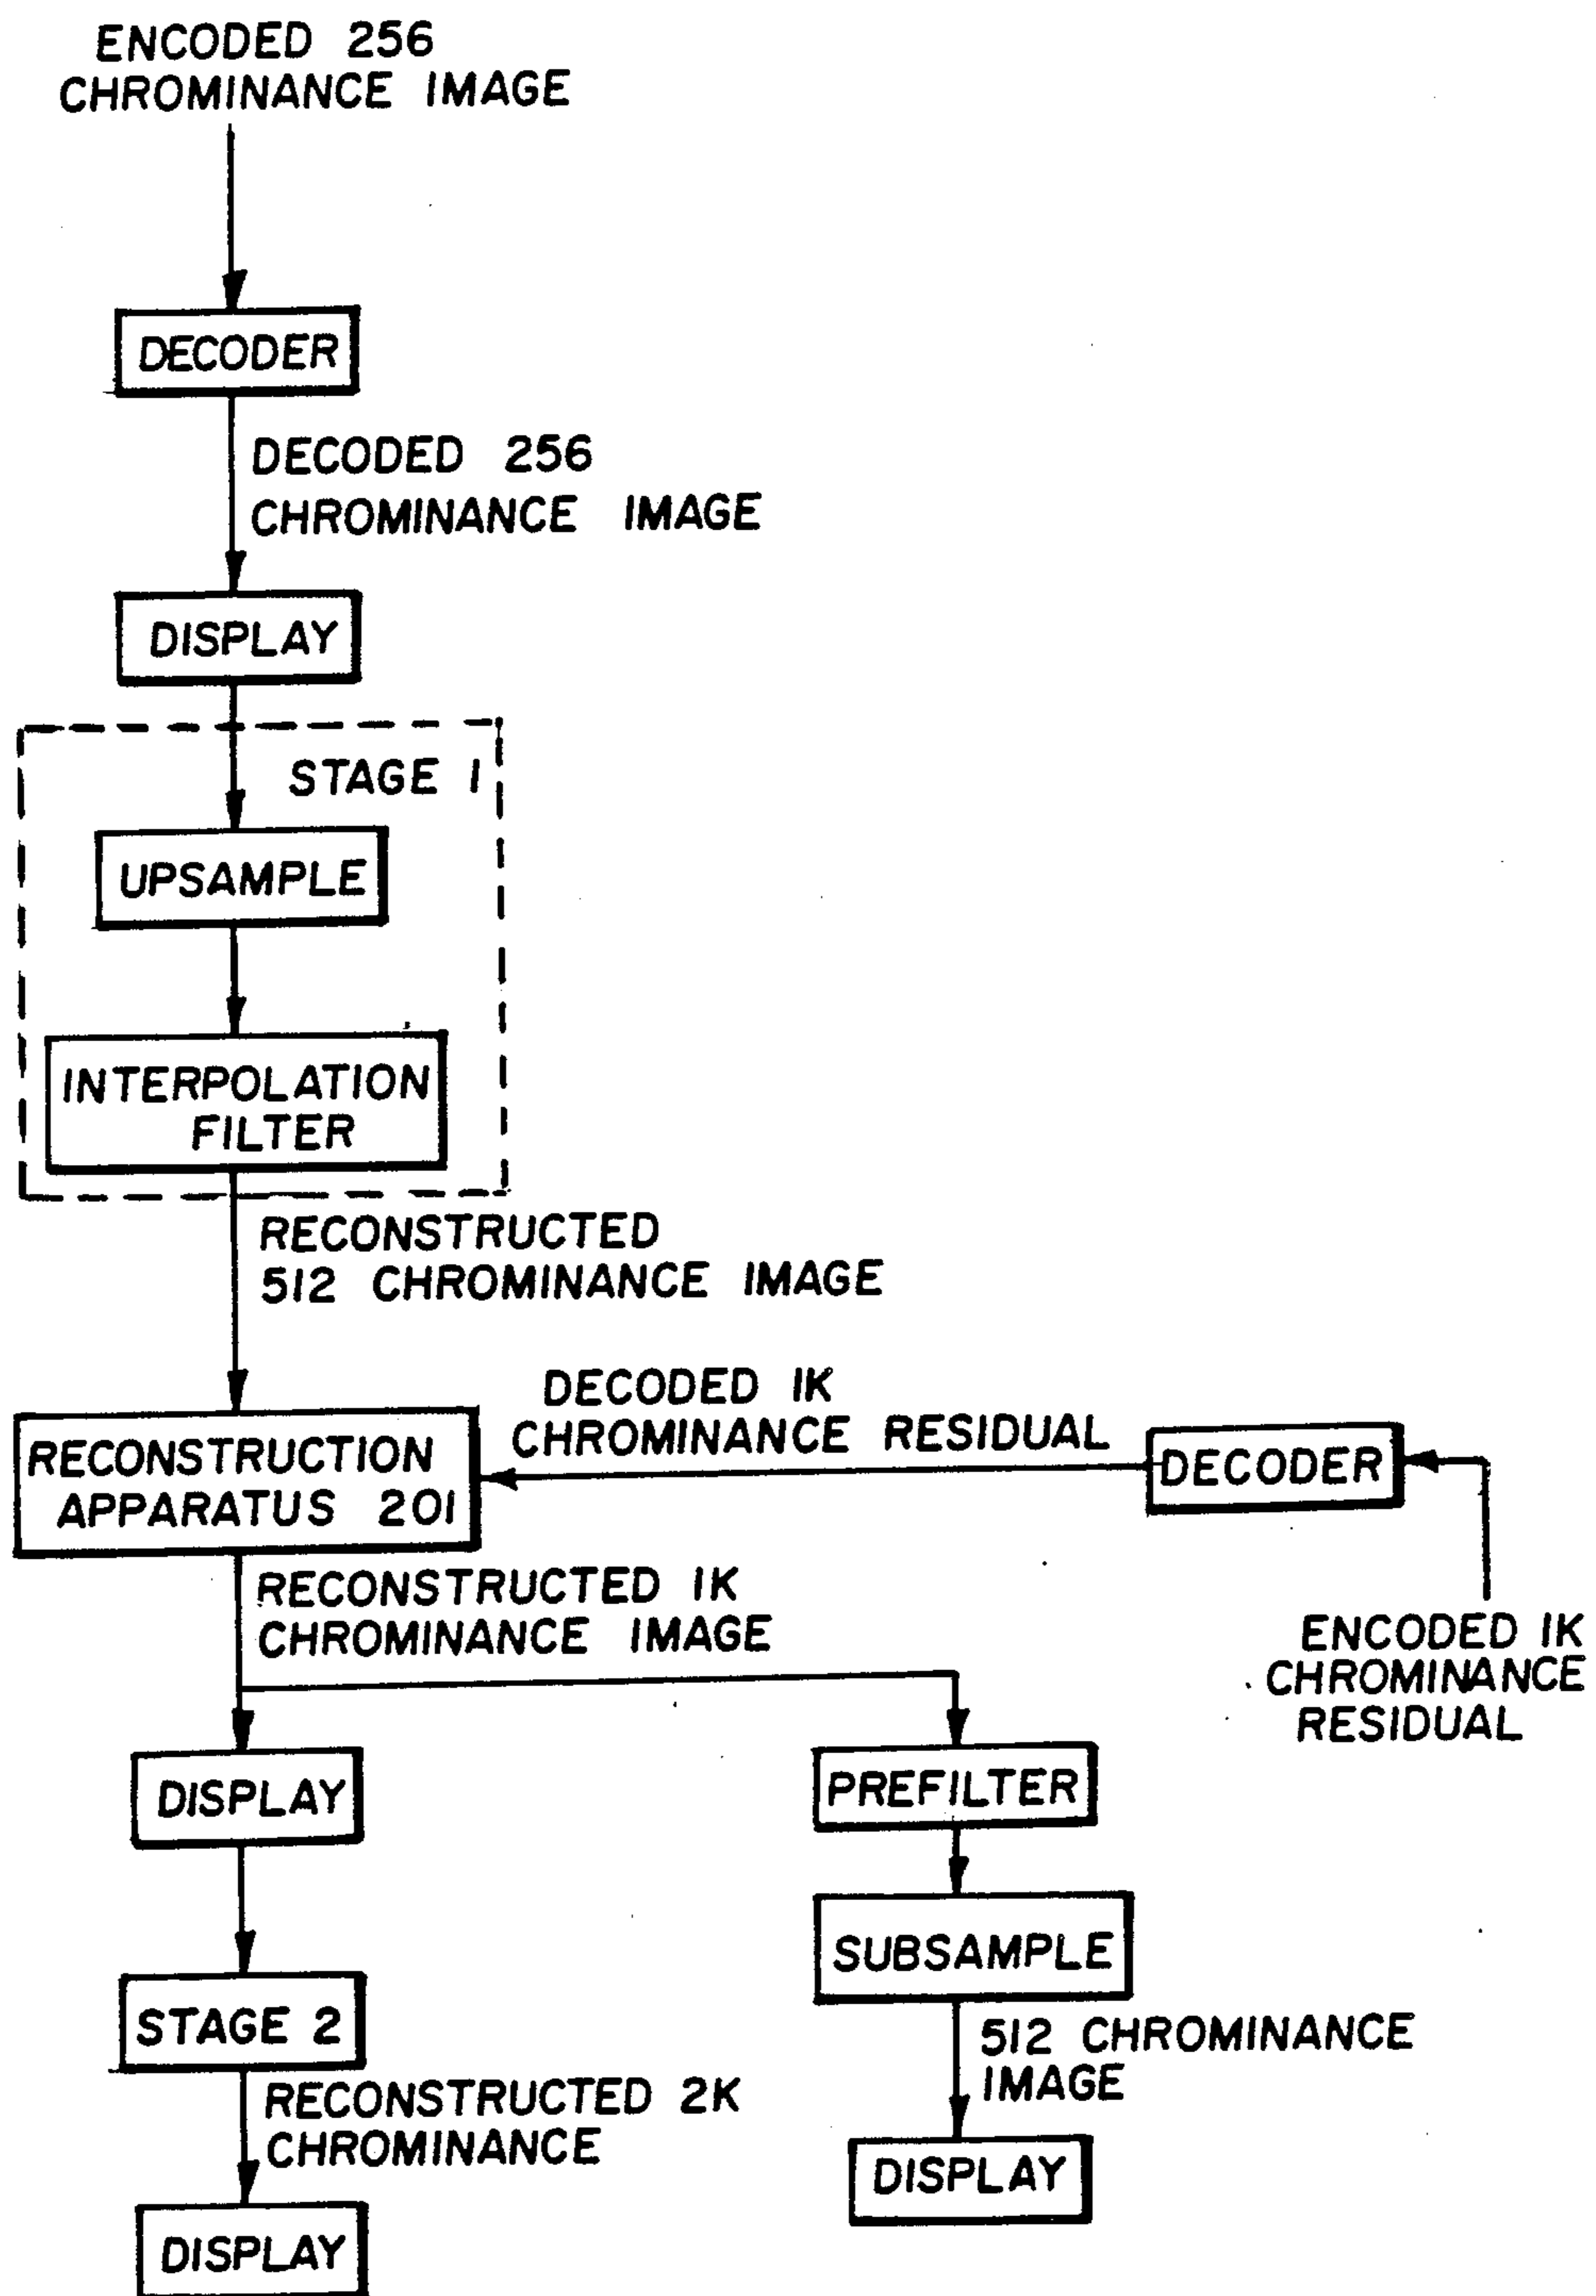 ENCODED 256
CHROMINANCE IMAGE
DECODER
DECODED 256
CHROMINANCE IMAGE
DISPLAY
STAGE 1
UPSAMPLE
INTERPOLATION
FILTER
RECONSTRUCTED
512 CHROMINANCE IMAGE
DECODED 1K
CHROMINANCE RESIDUAL
RECONSTRUCTION
APPARATUS 201
DECODER
RECONSTRUCTED 1K
CHROMINANCE IMAGE
ENCODED 1K
CHROMINANCE
RESIDUAL
DISPLAY
PREFILTER
SUBSAMPLE
STAGE 2
512 CHROMINANCE
IMAGE
RECONSTRUCTED 2K
CHROMINANCE
DISPLAY
DISPLAY